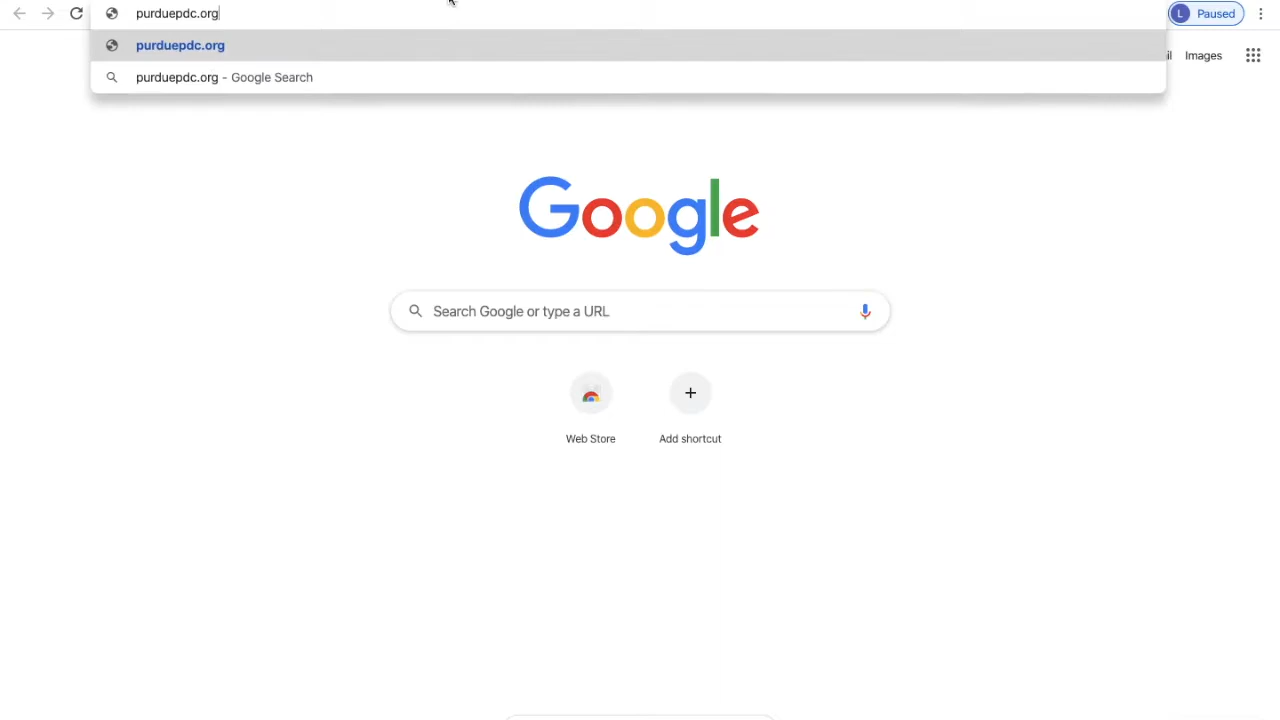 purduepdc.org
L Paused
purduepdc.org
purduepdc.org - Google Search
Images
Google
Search Google or type a URL
Web Store
Add shortcut